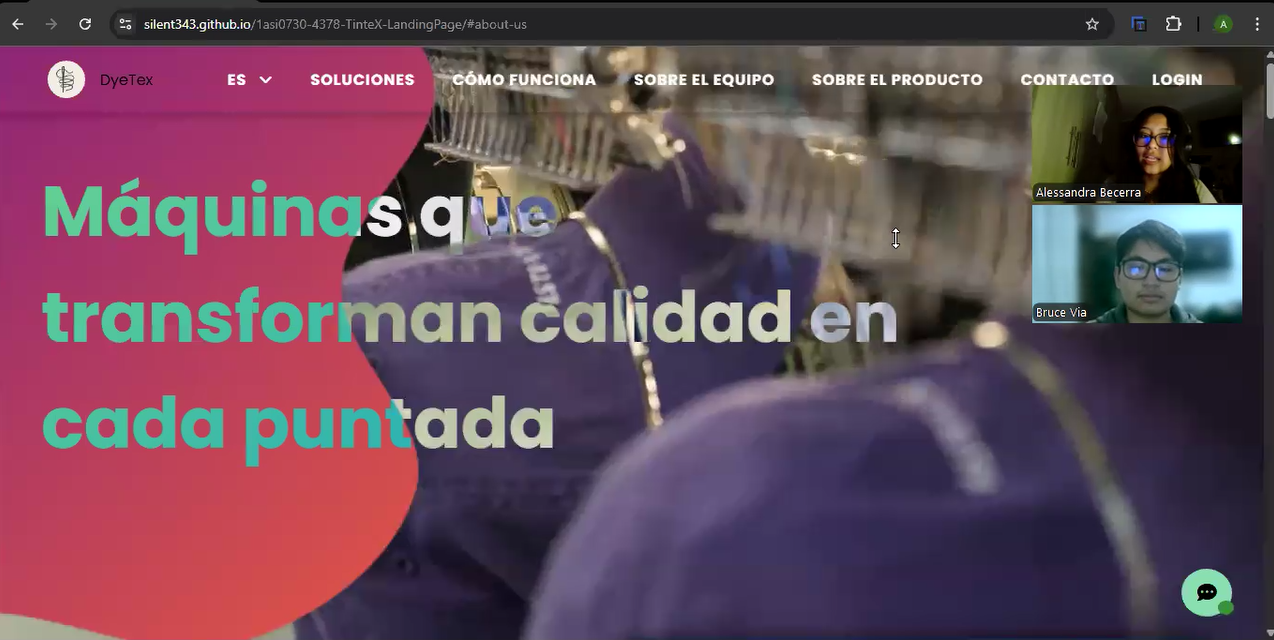 silent343.github.io/1asi0730-4378-TinteX-LandingPage/#about-us
A
DyeTex
ES
SOLUCIONES
CÓMO FUNCIONA
SOBRE EL EQUIPO
SOBRE EL PRODUCTO
CONTACTO
LOGIN
Máquinas que
transforman calidad en
cada puntada
Alessandra Becerra
Bruce Via